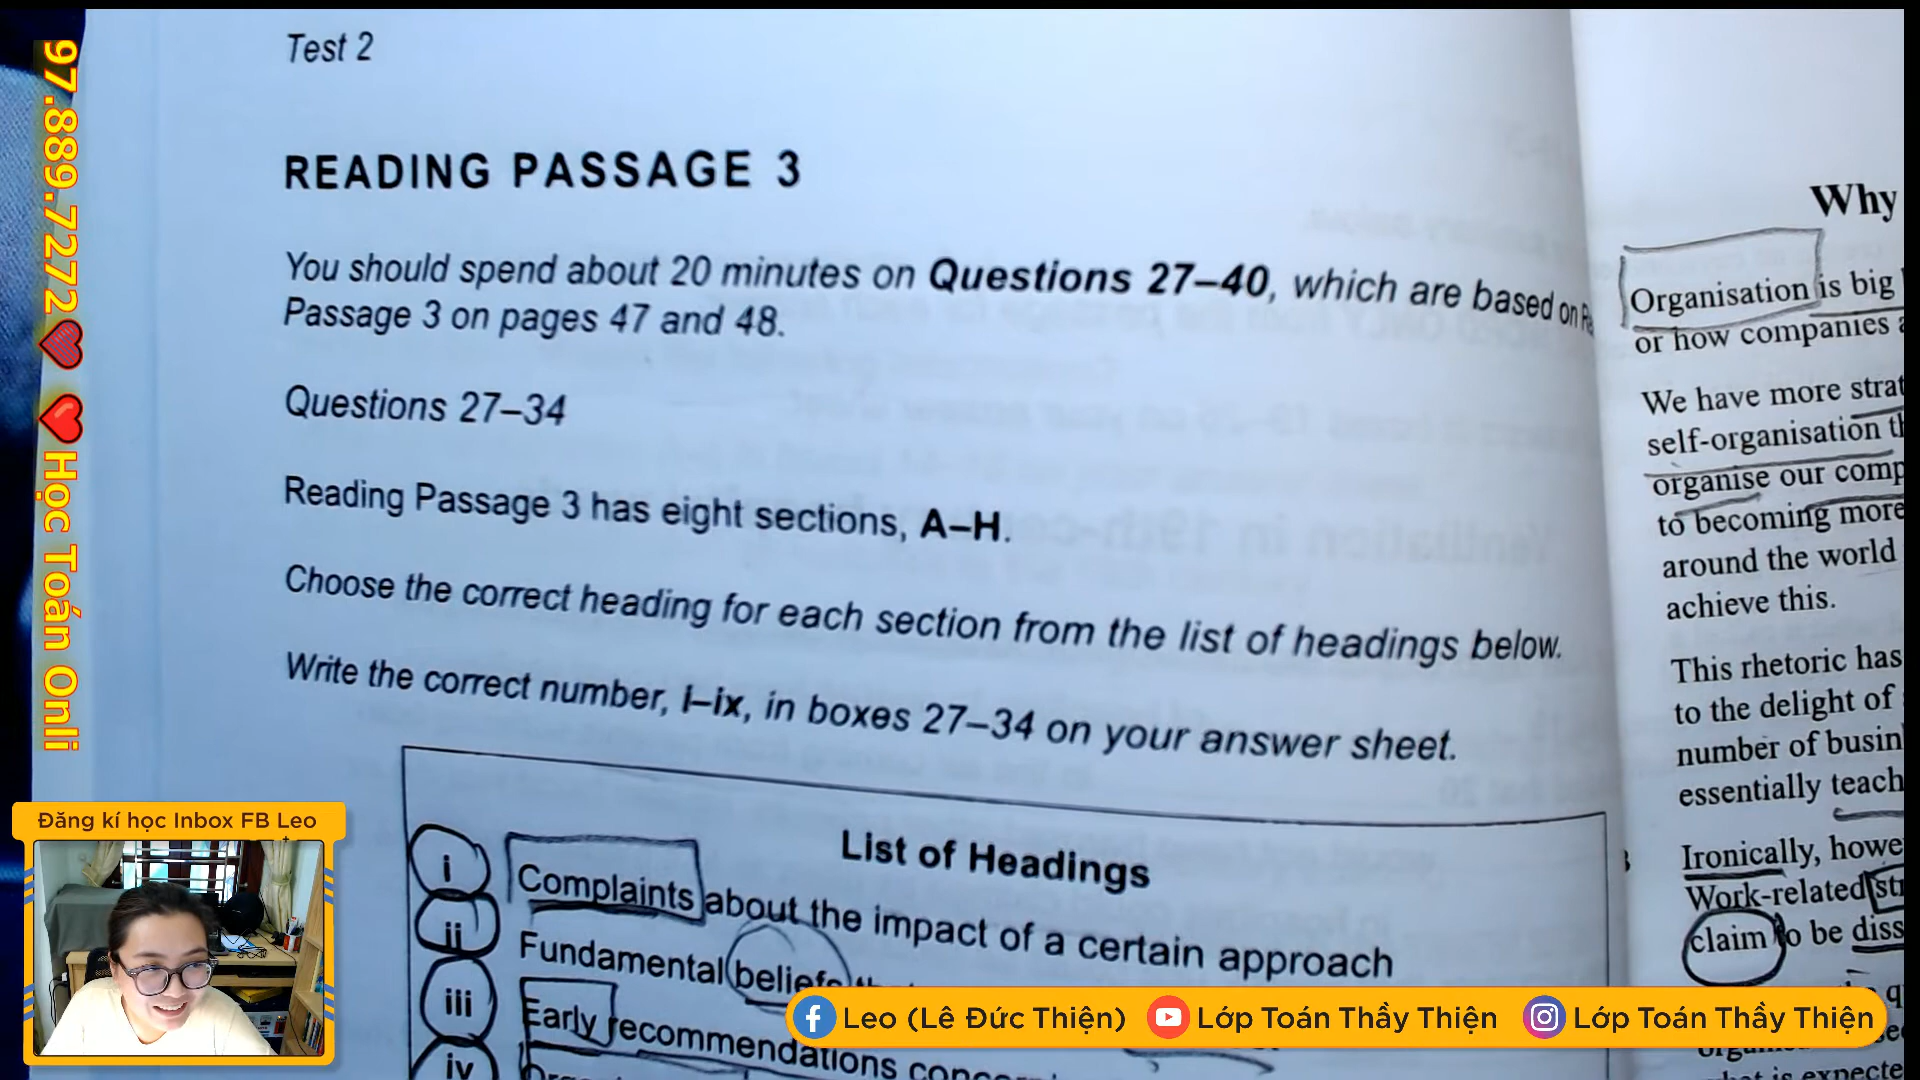 Test 2
READING PASSAGE 3
You should spend about 20 minutes on Questions 27–40, which are based on
Passage 3 on pages 47 and 48.
Questions 27–34
Reading Passage 3 has eight sections, A–H.
Choose the correct heading for each section from the list of headings below.
Write the correct number, i–ix, in boxes 27–34 on your answer sheet.
List of Headings
i Complaints about the impact of a certain approach
ii Fundamental beliefs
iii Early recommendations
iv
Why
Organisation is big
or how companies
We have more
self-organisation
organise our
to becoming more
around the world
achieve this.
This rhetoric has
to the delight of
number of
essentially
Ironically,
Work-related
claim to be
97.889.7272 Học Toán Onli
Đăng kí học Inbox FB Leo
Leo (Lê Đức Thiện) Lớp Toán Thầy Thiện Lớp Toán Thầy Thiện